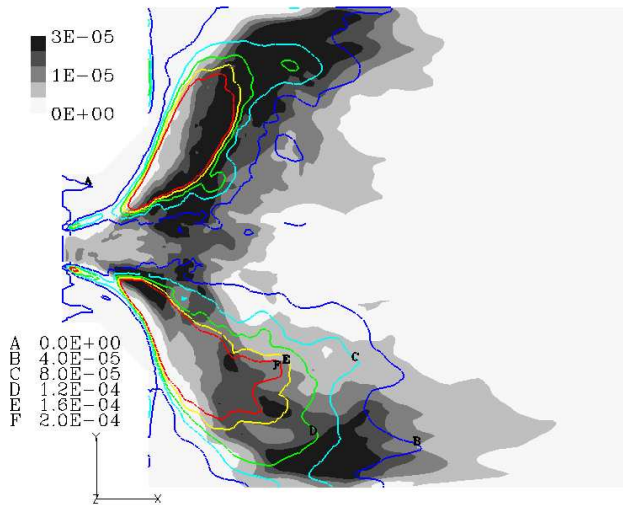 3E-05
1E-05
0E+00
A
A 0.0E+00
B 4.0E-05
C 8.0E-05
D 1.2E-04
E 1.6E-04
F 2.0E-04
F E
C
D
B
Y
Z X